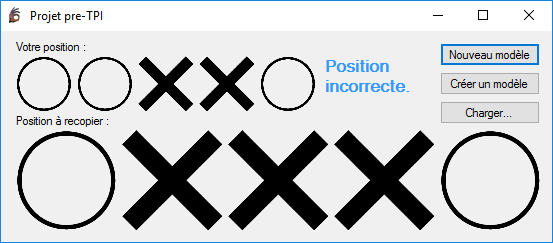 Projet pre-TPI
Votre position :
Position
incorrecte.
Nouveau modèle
Créer un modèle
Charger...
Position à recopier :